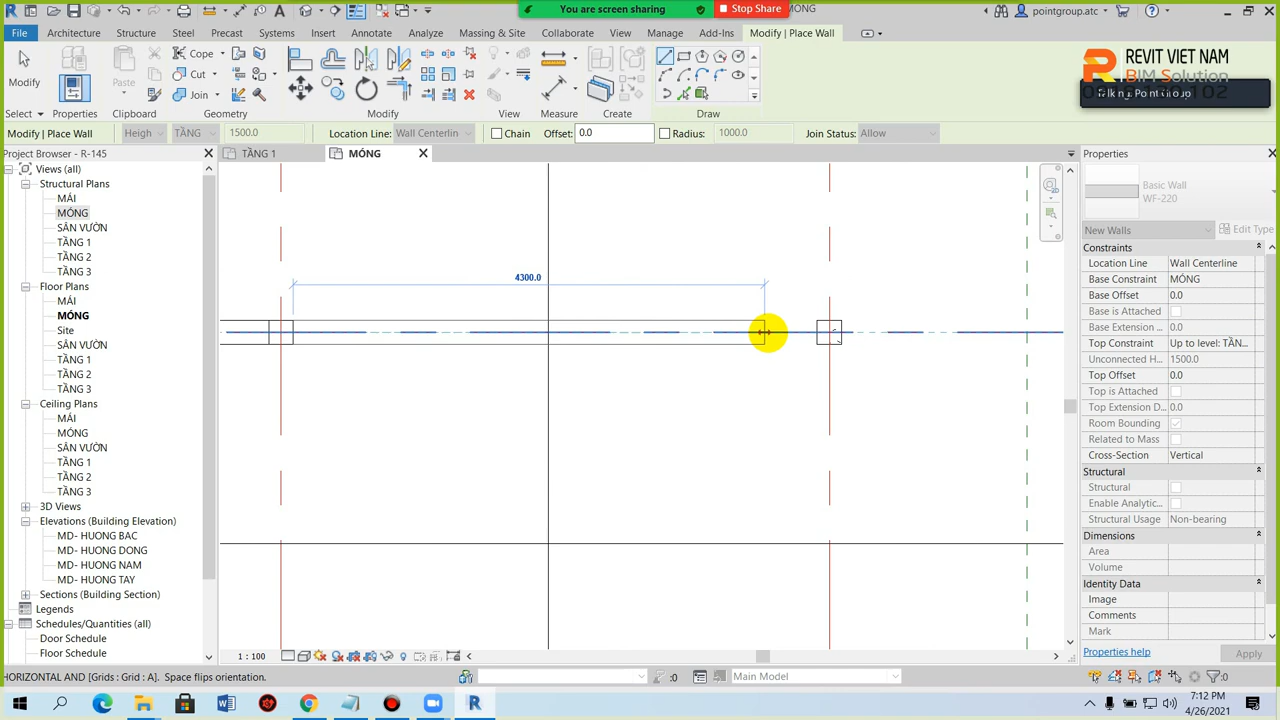 You are screen sharing
Stop Share
MONG
pointgroup.atc
File
Architecture
Structure
Steel
Precast
Systems
Insert
Annotate
Analyze
Massing & Site
Collaborate
View
Manage
Add-Ins
Modify | Place Wall
REVIT VIET NAM
BIM Solution
Talking: Point Group
Modify
Paste
Cope
Cut
Join
Select
Properties
Clipboard
Geometry
Modify
View
Measure
Create
Draw
Modify | Place Wall
Heigh
TẦNG
1500.0
Location Line:
Wall Centerlin
Chain
Offset:
0.0
Radius:
1000.0
Join Status:
Allow
Project Browser - R-145
TẦNG 1
MÓNG
Properties
Views (all)
Structural Plans
MÁI
MÓNG
SÂN VƯỜN
TẦNG 1
TẦNG 2
TẦNG 3
Floor Plans
MÁI
MÓNG
Site
SÂN VƯỜN
TẦNG 1
TẦNG 2
TẦNG 3
Ceiling Plans
MÁI
MÓNG
SÂN VƯỜN
TẦNG 1
TẦNG 2
TẦNG 3
3D Views
Elevations (Building Elevation)
MD- HUONG BAC
MD- HUONG DONG
MD- HUONG NAM
MD- HUONG TAY
Sections (Building Section)
Legends
Schedules/Quantities (all)
Door Schedule
Food Schedule
4300.0
Basic Wall
WF-220
New Walls
Edit Type
Constraints
Location Line
Wall Centerline
Base Constraint
MÓNG
Base Offset
0.0
Base is Attached
Base Extension ...
0.0
Top Constraint
Up to level: TẦN...
Unconnected H...
1500.0
Top Offset
0.0
Top is Attached
Top Extension D...
0.0
Room Bounding
Related to Mass
Cross-Section
Vertical
Structural
Structural
Enable Analytic...
Structural Usage
Non-bearing
Dimensions
Area
Volume
Identity Data
Image
Comments
Mark
Properties help
Apply
1 : 100
HORIZONTAL AND [Grids : Grid : A]. Space flips orientation.
:0
Main Model
:0
7:12 PM
4/26/2021